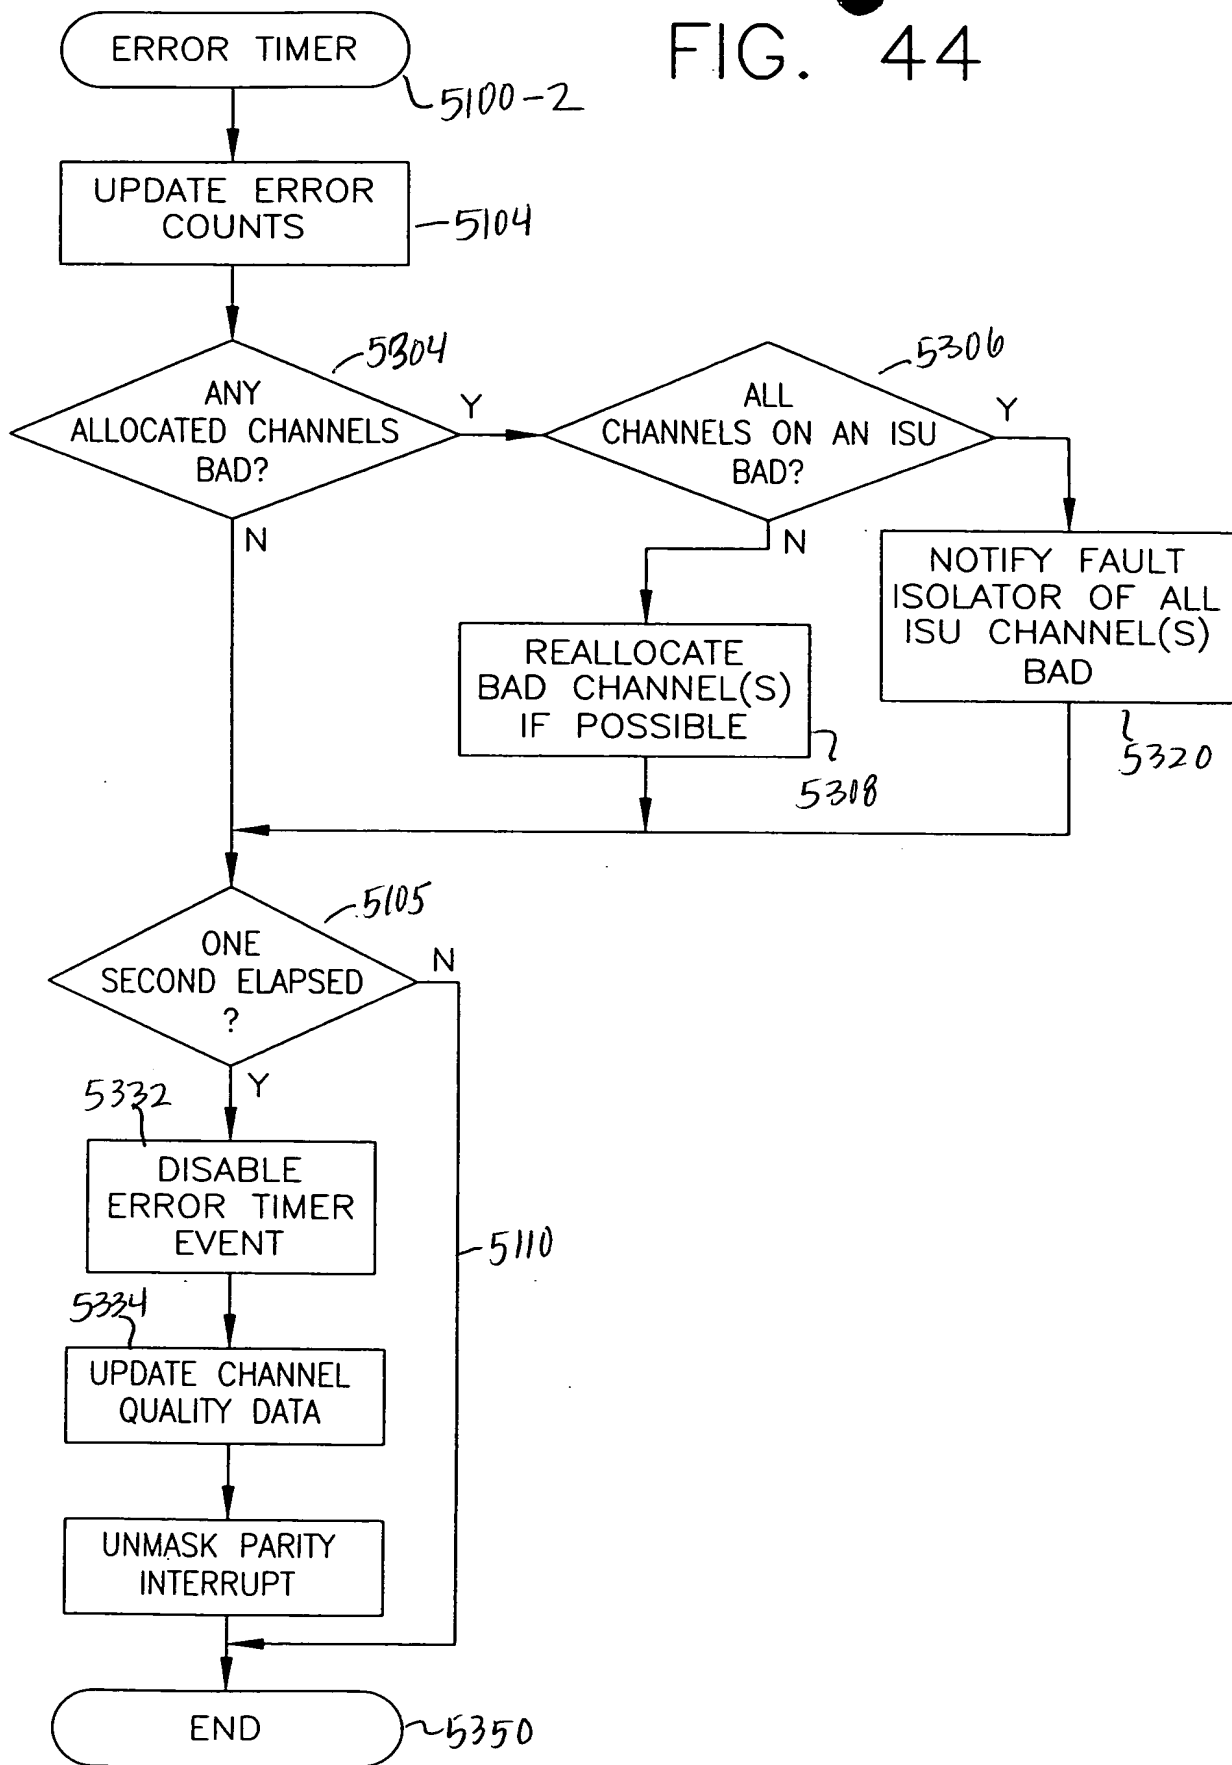 FIG. 44
ERROR TIMER
5100-2
UPDATE ERROR
COUNTS
5104
5304
ANY
ALLOCATED CHANNELS
BAD?
Y
N
5306
ALL
CHANNELS ON AN ISU
BAD?
Y
N
NOTIFY FAULT
ISOLATOR OF ALL
ISU CHANNEL(S)
BAD
5320
REALLOCATE
BAD CHANNEL(S)
IF POSSIBLE
5308
5105
ONE
SECOND ELAPSED
?
N
Y
5332
DISABLE
ERROR TIMER
EVENT
5110
5334
UPDATE CHANNEL
QUALITY DATA
UNMASK PARITY
INTERRUPT
END
5350